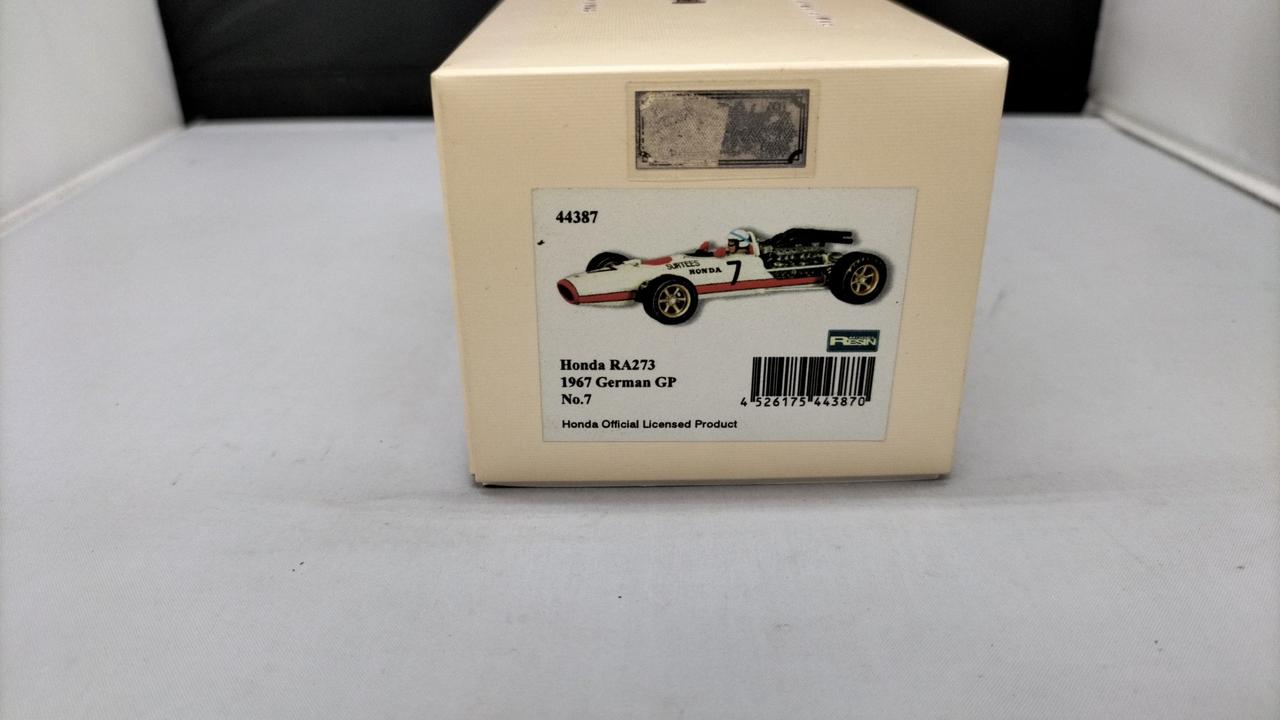 44387
SURTEES
HONDA 7
RESIN
Honda RA273
1967 German GP
No.7
4 526175 443870
Honda Official Licensed Product